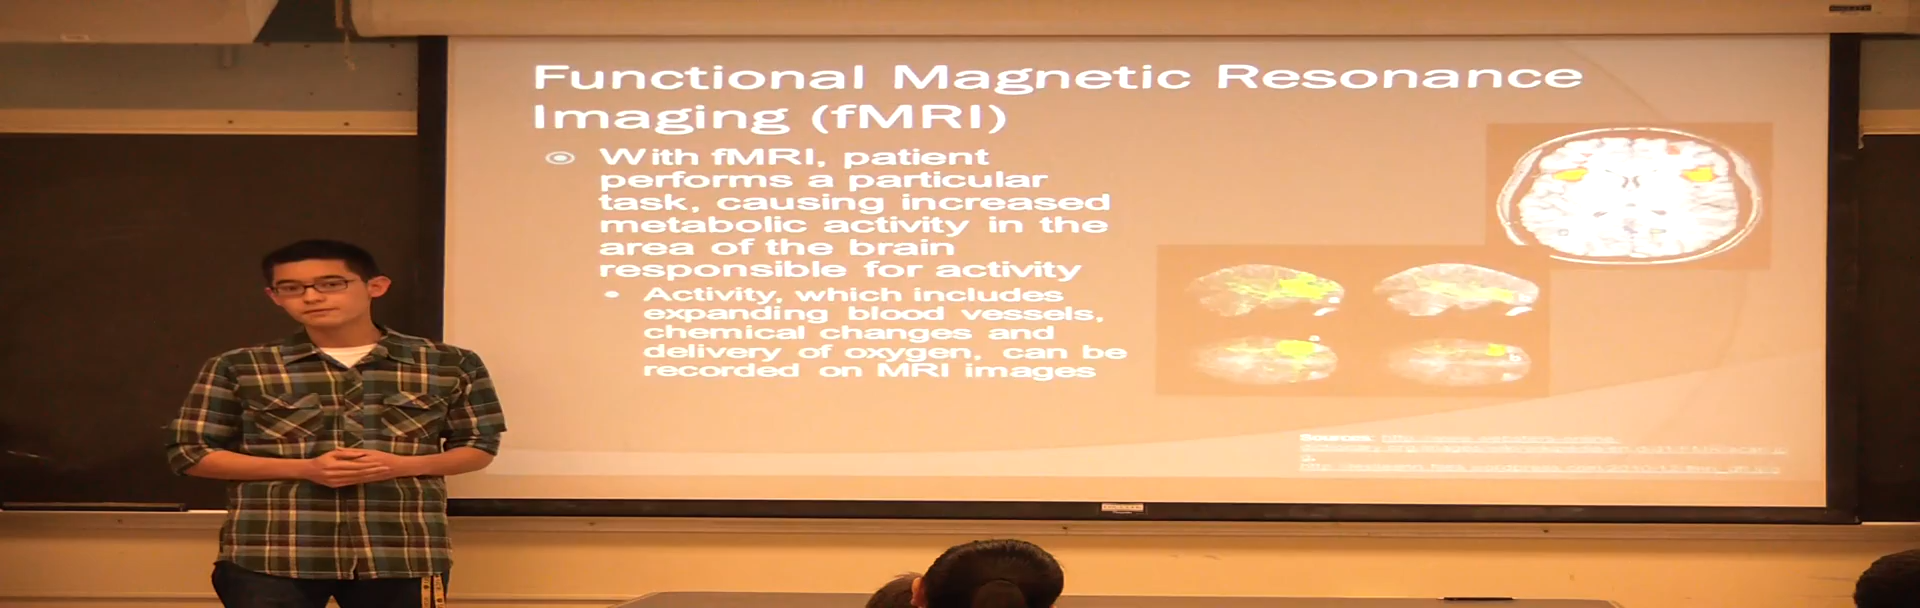 Functional Magnetic Resonance
Imaging (fMRI)
With fMRI, patient
performs a particular
task, causing increased
metabolic activity in the
area of the brain
responsible for activity
Activity, which includes
expanding blood vessels,
chemical changes and
delivery of oxygen, can be
recorded on MRI images
a
b
Sources: